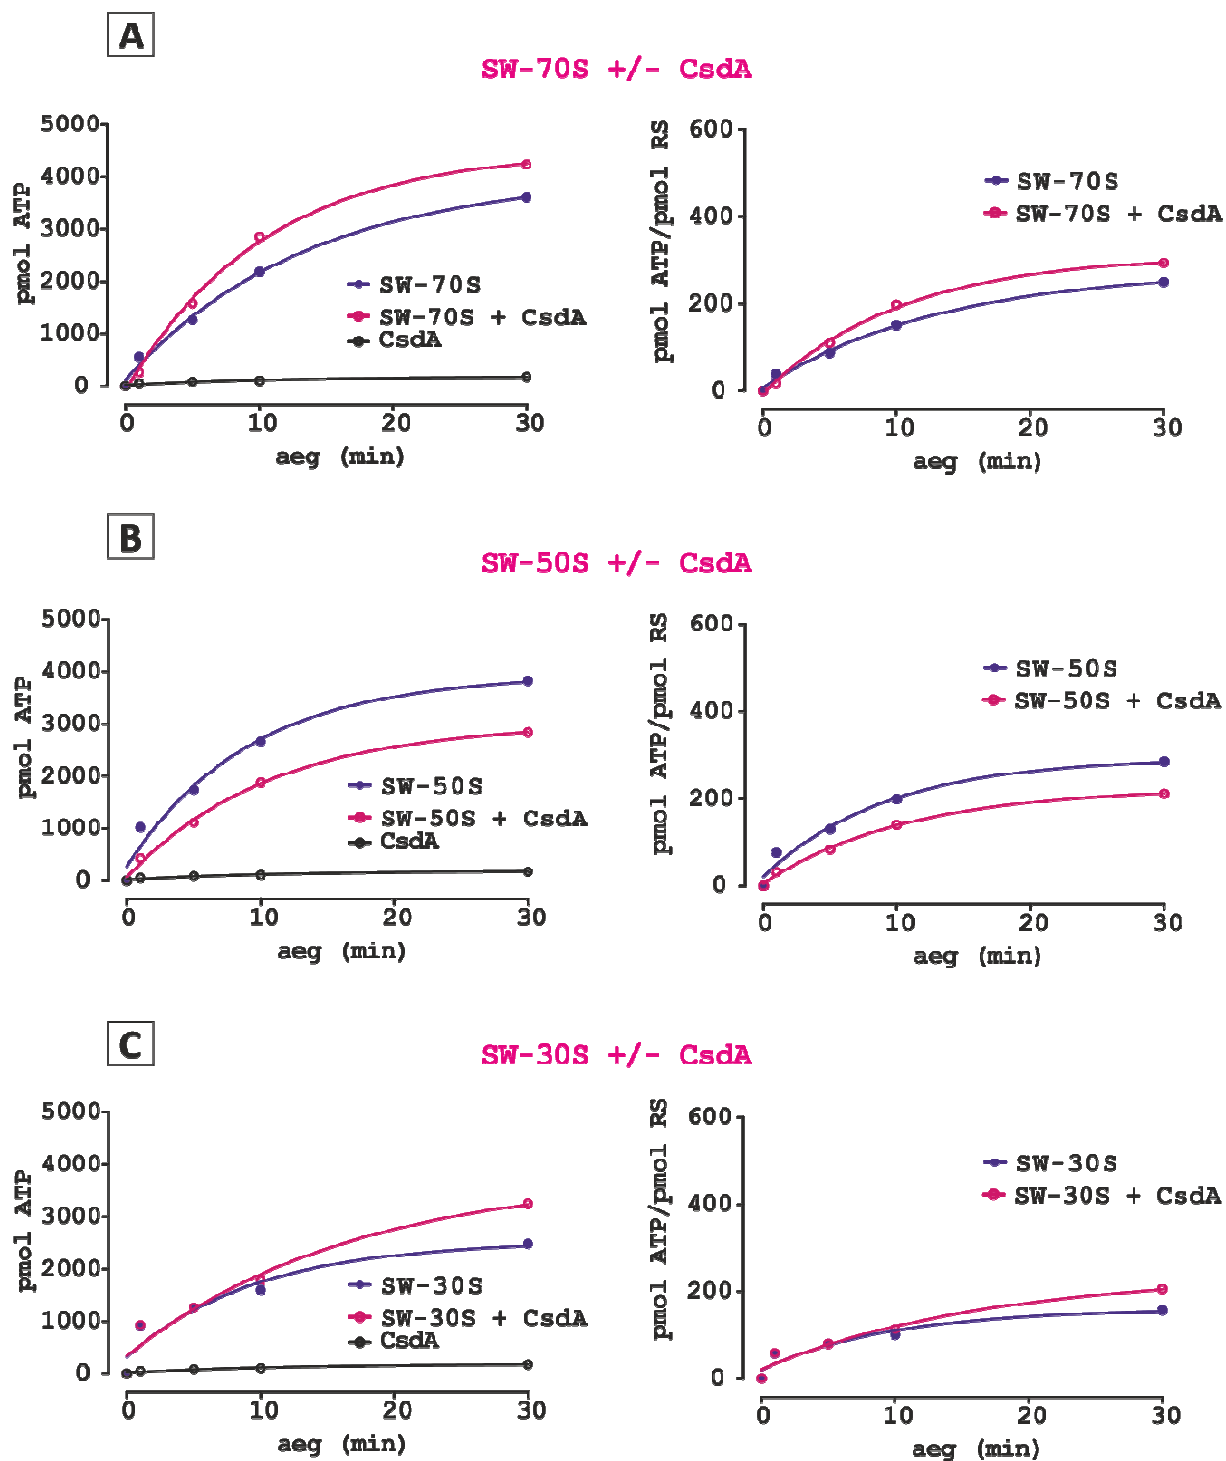 A
SW-70S +/- CsdA
pmol ATP
5000
4000
3000
2000
1000
0
0 10 20 30
aeg (min)
SW-70S
SW-70S + CsdA
CsdA
pmol ATP/pmol RS
600
400
200
0
0 10 20 30
aeg (min)
SW-70S
SW-70S + CsdA
B
SW-50S +/- CsdA
pmol ATP
5000
4000
3000
2000
1000
0
0 10 20 30
aeg (min)
SW-50S
SW-50S + CsdA
CsdA
pmol ATP/pmol RS
600
400
200
0
0 10 20 30
aeg (min)
SW-50S
SW-50S + CsdA
C
SW-30S +/- CsdA
pmol ATP
5000
4000
3000
2000
1000
0
0 10 20 30
aeg (min)
SW-30S
SW-30S + CsdA
CsdA
pmol ATP/pmol RS
600
400
200
0
0 10 20 30
aeg (min)
SW-30S
SW-30S + CsdA